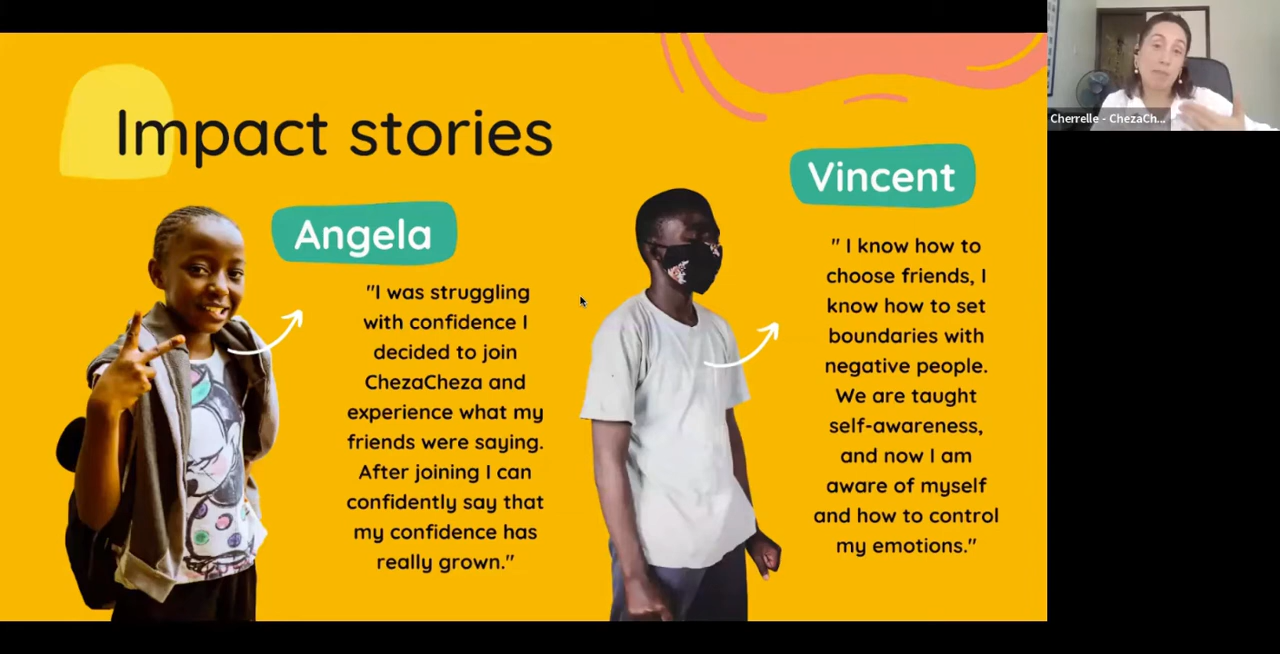 Impact stories
Angela
"I was struggling
with confidence I
decided to join
ChezaCheza and
experience what my
friends were saying.
After joining I can
confidently say that
my confidence has
really grown."
Vincent
" I know how to
choose friends, I
know how to set
boundaries with
negative people.
We are taught
self-awareness,
and now I am
aware of myself
and how to control
my emotions."
Cherrelle - ChezaCh...